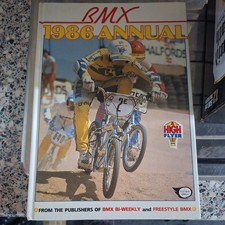 BMX
1986 ANNUAL
HALFORDS
HIGH
FLYER
FROM THE PUBLISHERS OF BMX BI-WEEKLY and FREESTYLE BMX